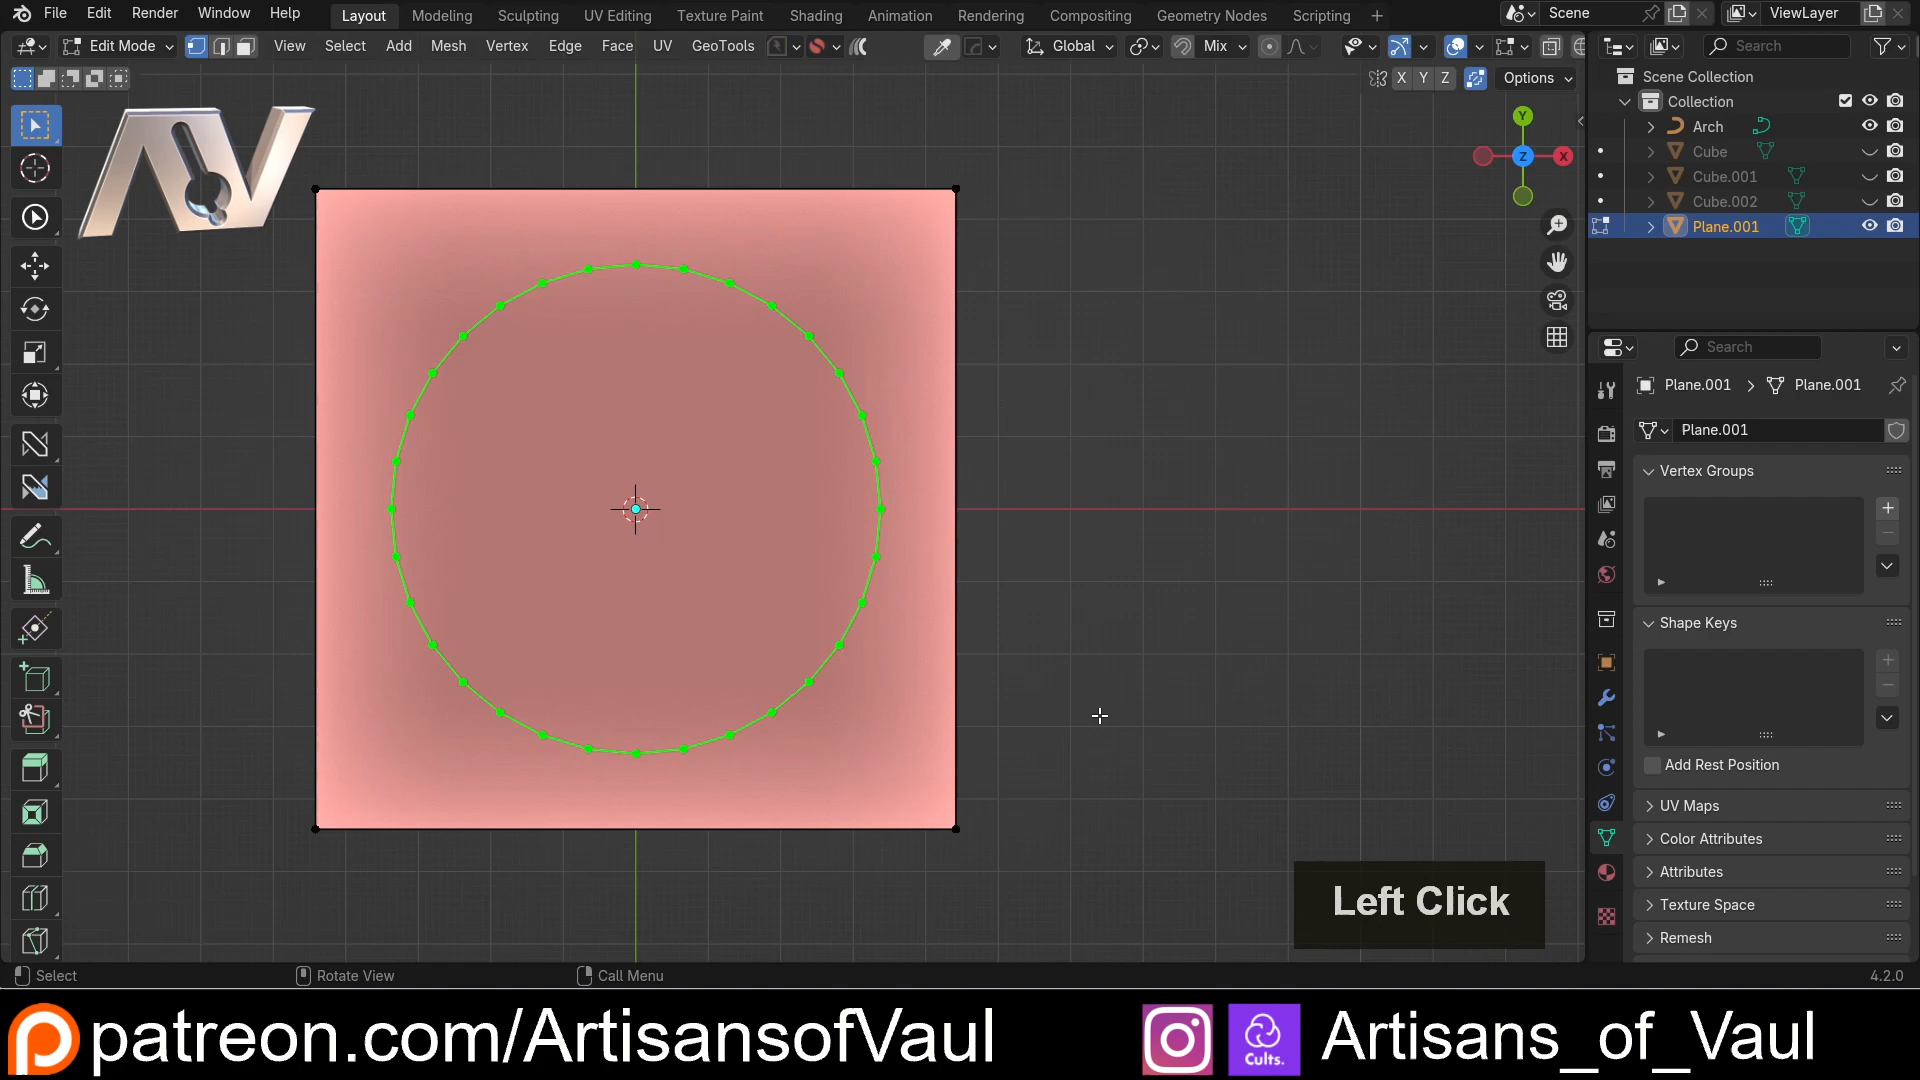 File Edit Render Window Help Layout Modeling Sculpting UV Editing Texture Paint Shading Animation Rendering Compositing Geometry Nodes Scripting + Scene ViewLayer
Edit Mode View Select Add Mesh Vertex Edge Face UV GeoTools Global Mix Search
X Y Z Options
Scene Collection
Collection
Arch
Cube
Cube.001
Cube.002
Plane.001
Y
Z
X
AV
Search
Plane.001 > Plane.001
Plane.001
Vertex Groups
Shape Keys
Add Rest Position
UV Maps
Color Attributes
Attributes
Texture Space
Remesh
Left Click
Select Rotate View Call Menu 4.2.0
patreon.com/ArtisansofVaul Cults. Artisans_of_Vaul